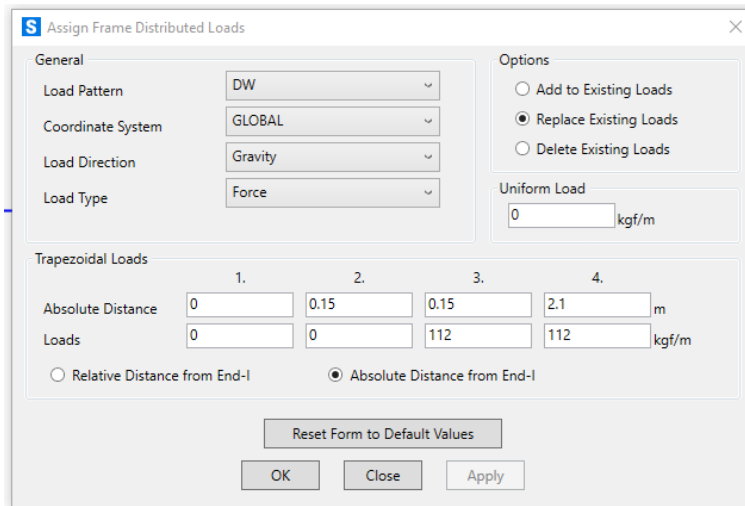 S Assign Frame Distributed Loads
General
Load Pattern DW
Coordinate System GLOBAL
Load Direction Gravity
Load Type Force
Options
Add to Existing Loads
Replace Existing Loads
Delete Existing Loads
Uniform Load
0 kgf/m
Trapezoidal Loads
1. 2. 3. 4.
Absolute Distance 0 0.15 0.15 2.1 m
Loads 0 0 112 112 kgf/m
Relative Distance from End-I Absolute Distance from End-I
Reset Form to Default Values
OK Close Apply